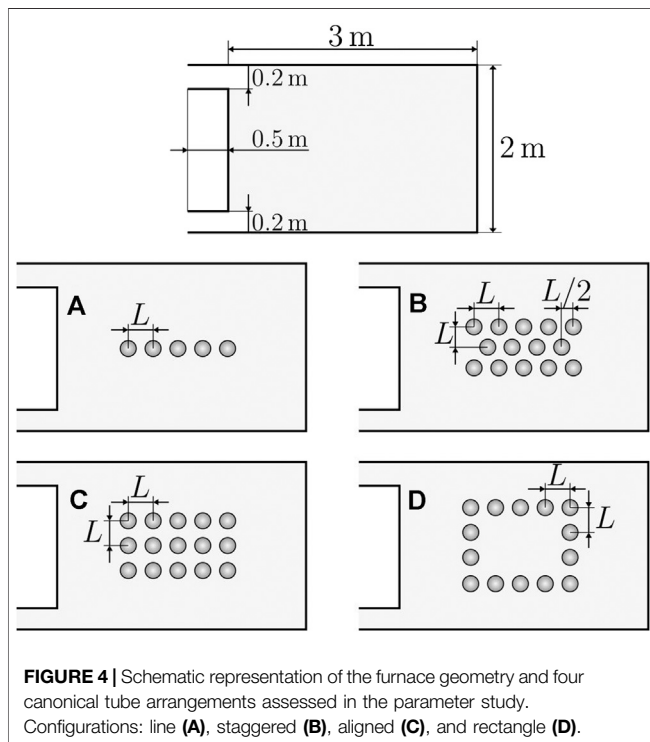 3 m
0.2 m
0.5 m
2 m
0.2 m
A
L
B
L
L/2
L
C
L
L
D
L
L
FIGURE 4 | Schematic representation of the furnace geometry and four
canonical tube arrangements assessed in the parameter study.
Configurations: line (A), staggered (B), aligned (C), and rectangle (D).